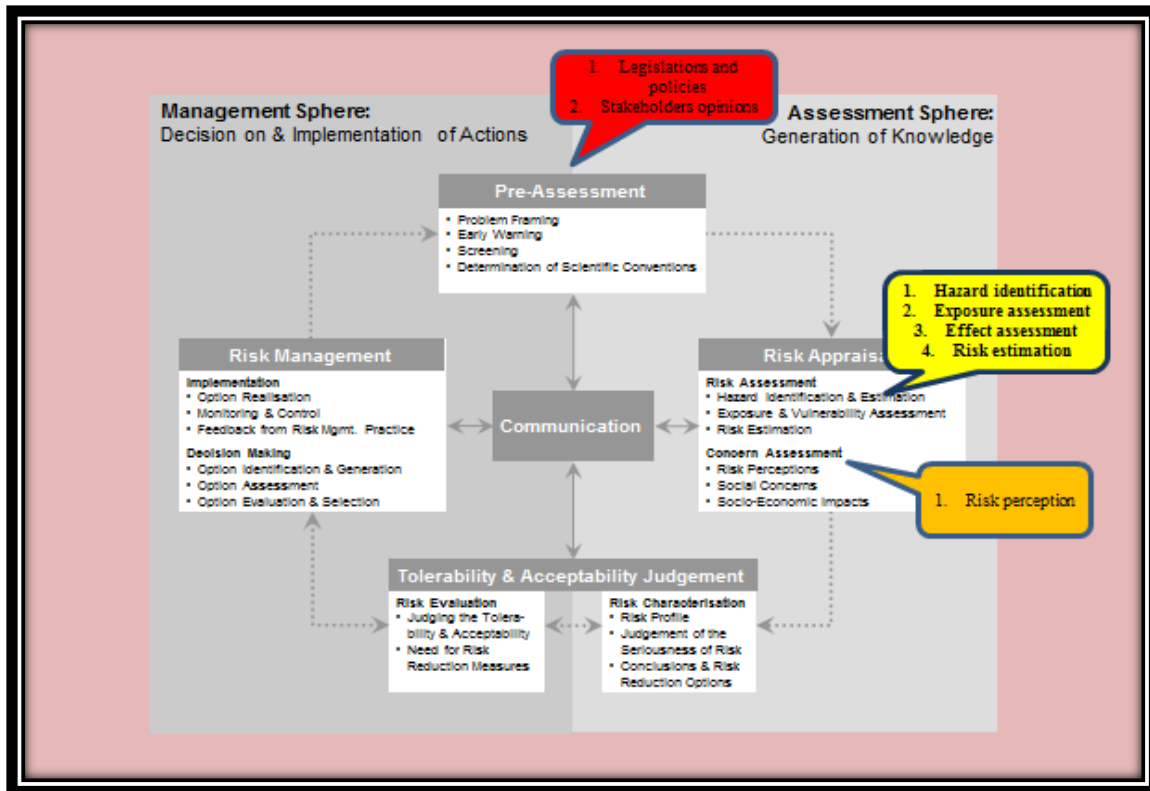 1. Legislations and
policies
2. Stakeholders opinions
Management Sphere:
Decision on & Implementation of Actions
Assessment Sphere:
Generation of Knowledge
Pre-Assessment
• Problem Framing
• Early Warning
• Screening
• Determination of Scientific Conventions
1. Hazard identification
2. Exposure assessment
3. Effect assessment
4. Risk estimation
Risk Management
Implementation
• Option Realisation
• Monitoring & Control
• Feedback from Risk Mgmt. Practice
Decision Making
• Option Identification & Generation
• Option Assessment
• Option Evaluation & Selection
Communication
Risk Appraisa
Risk Assessment
• Hazard Identification & Estimation
• Exposure & Vulnerability Assessment
• Risk Estimation
Concern Assessment
• Risk Perceptions
• Social Concerns
• Socio-Economic Impacts
1. Risk perception
Tolerability & Acceptability Judgement
Risk Evaluation
• Judging the Tolera-
bility & Acceptability
• Need for Risk
Reduction Measures
Risk Characterisation
• Risk Profile
• Judgement of the
Seriousness of Risk
• Conclusions & Risk
Reduction Options